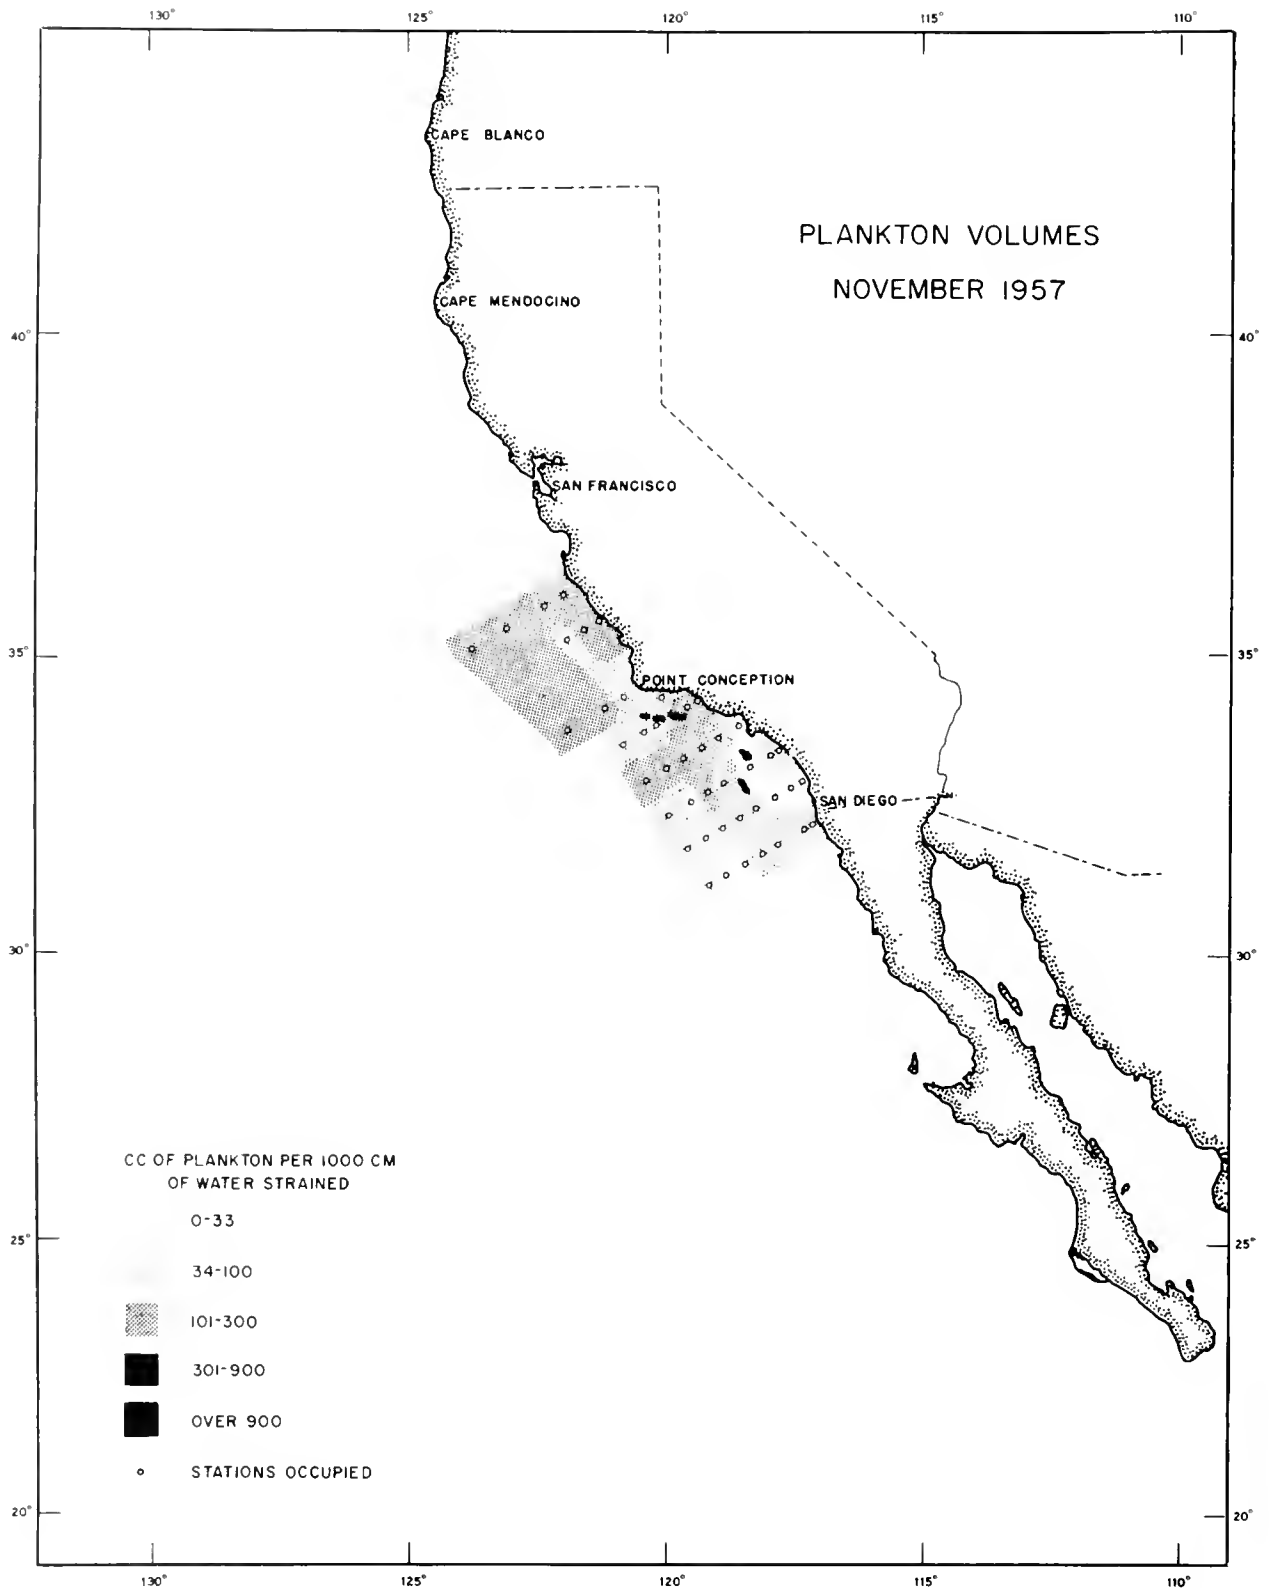 130° 125° 120° 115° 110°
CAPE BLANCO
PLANKTON VOLUMES
NOVEMBER 1957
CAPE MENDOCINO
40° 40°
SAN FRANCISCO
35° 35°
POINT CONCEPTION
SAN DIEGO
30° 30°
CC OF PLANKTON PER 1000 CM
OF WATER STRAINED
0-33
25° 25°
34-100
101-300
301-900
OVER 900
STATIONS OCCUPIED
20° 20°
130° 125° 120° 115° 110°